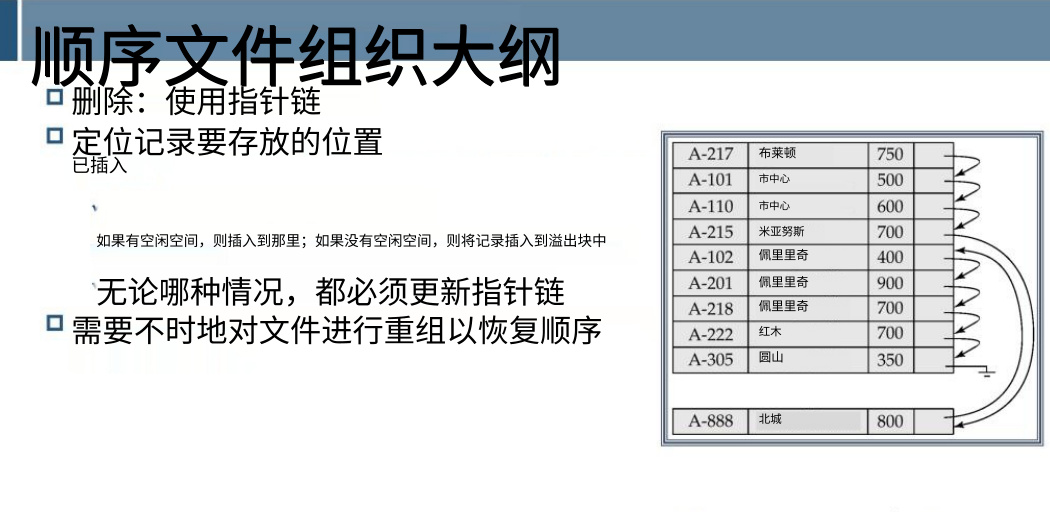 顺序文件组织大纲
删除：使用指针链
定位记录要存放的位置
已插入
如果有空闲空间，则插入到那里；如果没有空闲空间，则将记录插入到溢出块中
无论哪种情况，都必须更新指针链
需要不时地对文件进行重组以恢复顺序
A-217 布莱顿 750
A-101 市中心 500
A-110 市中心 600
A-215 米亚努斯 700
A-102 佩里里奇 400
A-201 佩里里奇 900
A-218 佩里里奇 700
A-222 红木 700
A-305 圆山 350
A-888 北城 800